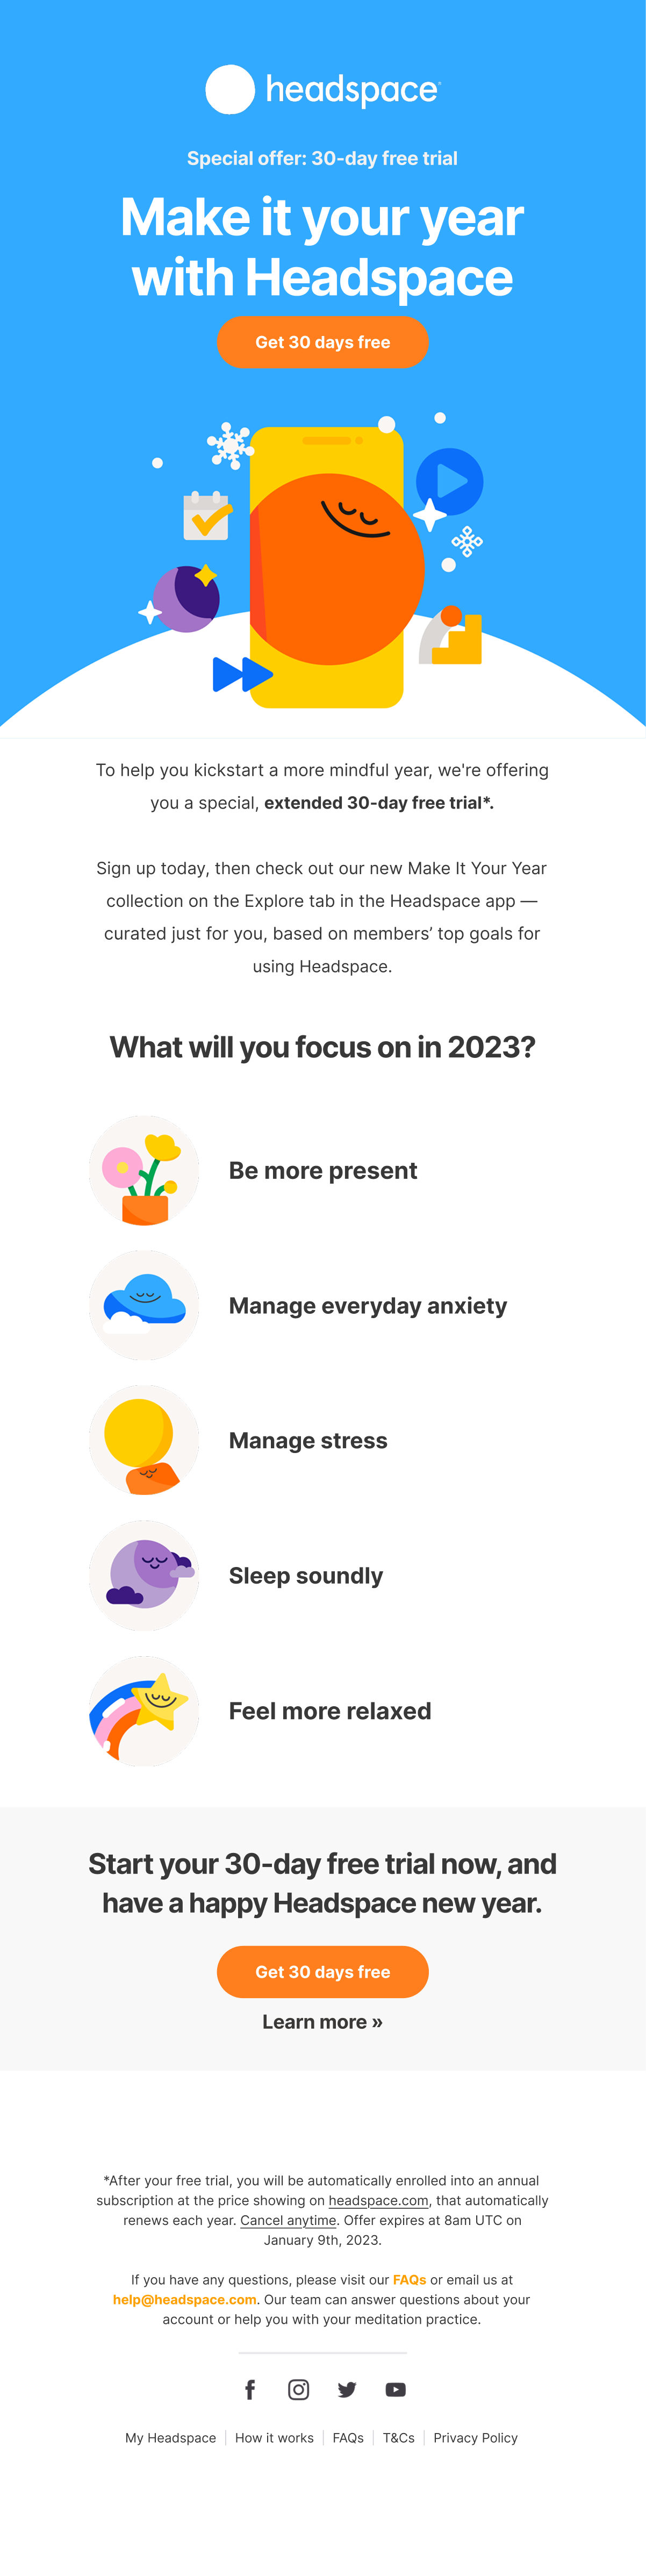 headspace
Special offer: 30-day free trial
Make it your year
with Headspace
Get 30 days free
To help you kickstart a more mindful year, we're offering
you a special, extended 30-day free trial*.
Sign up today, then check out our new Make It Your Year
collection on the Explore tab in the Headspace app —
curated just for you, based on members’ top goals for
using Headspace.
What will you focus on in 2023?
Be more present
Manage everyday anxiety
Manage stress
Sleep soundly
Feel more relaxed
Start your 30-day free trial now, and
have a happy Headspace new year.
Get 30 days free
Learn more »
*After your free trial, you will be automatically enrolled into an annual
subscription at the price showing on headspace.com, that automatically
renews each year. Cancel anytime. Offer expires at 8am UTC on
January 9th, 2023.
If you have any questions, please visit our FAQs or email us at
help@headspace.com. Our team can answer questions about your
account or help you with your meditation practice.
My Headspace | How it works | FAQs | T&Cs | Privacy Policy